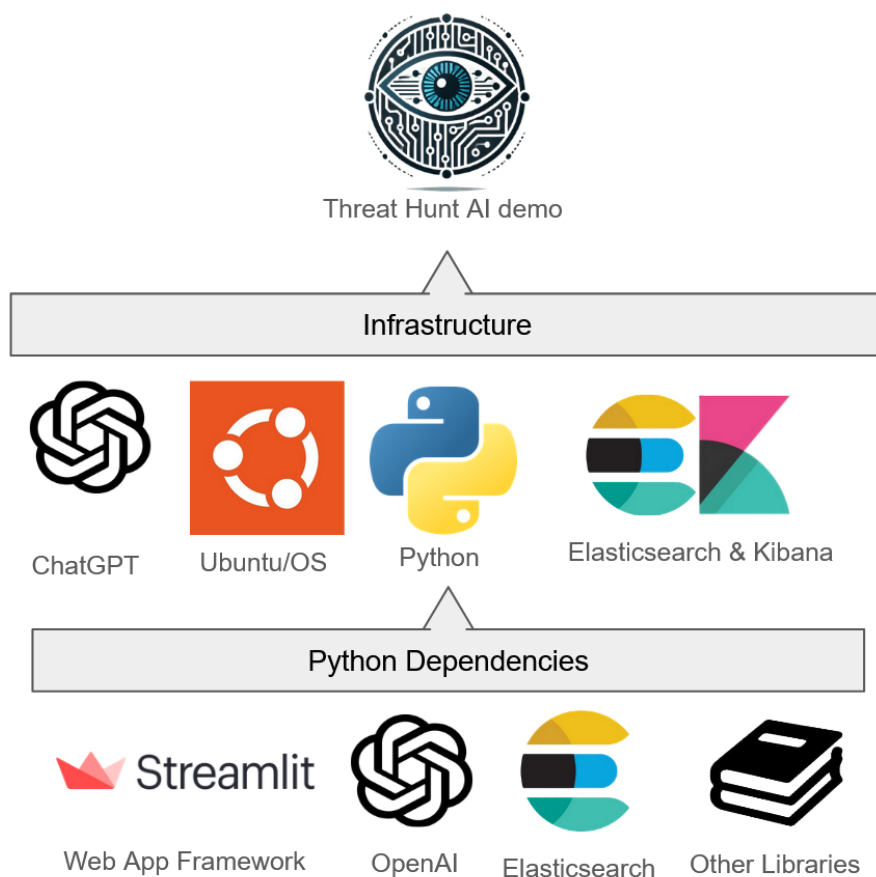 Threat Hunt AI demo
Infrastructure
ChatGPT
Ubuntu/OS
Python
Elasticsearch & Kibana
Python Dependencies
Streamlit
Web App Framework
OpenAI
Elasticsearch
Other Libraries